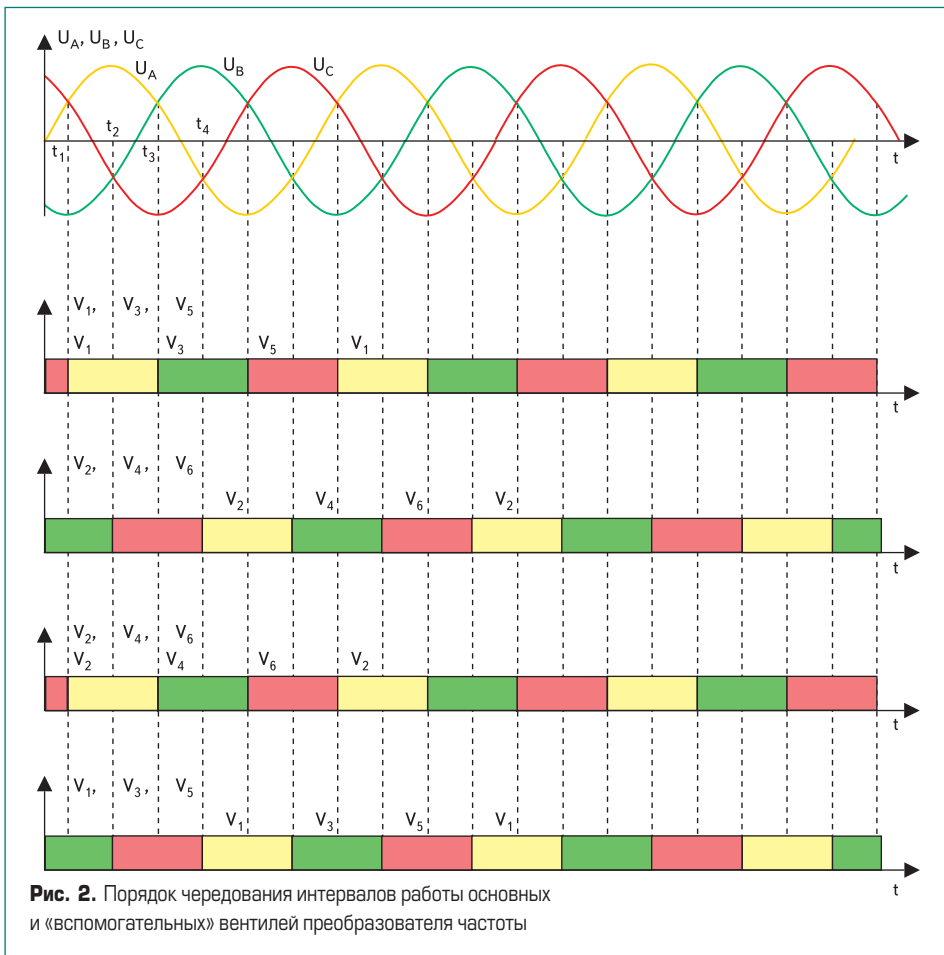 U_A, U_B, U_C
U_A U_B U_C
t_1 t_2 t_3 t_4 t
V_1, V_3, V_5
V_1 V_3 V_5 V_1
t
V_2, V_4, V_6
V_2 V_4 V_6 V_2
t
V_2, V_4, V_6
V_2 V_4 V_6 V_2
t
V_1, V_3, V_5
V_1 V_3 V_5 V_1
t
Рис. 2. Порядок чередования интервалов работы основных
и «вспомогательных» вентилей преобразователя частоты